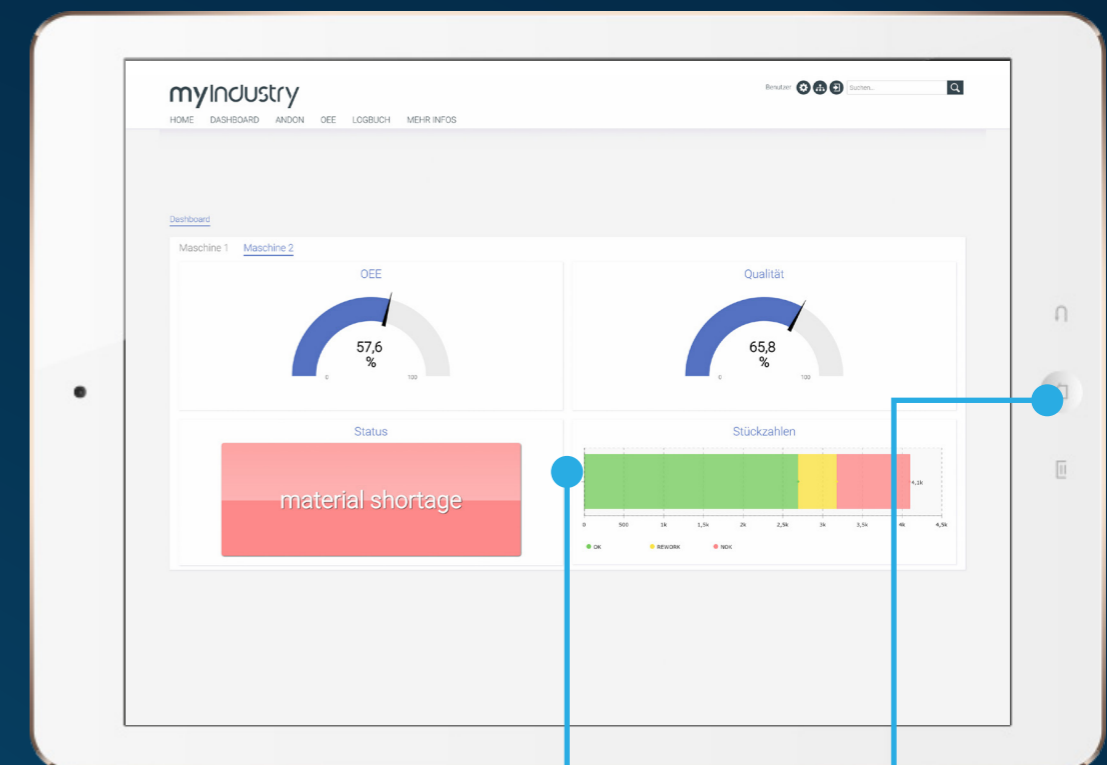 myIndustry
Benutzer
Suchen...
HOME DASHBOARD ANDON OEE LOGBUCH MEHR INFOS
Dashboard
Maschine 1 Maschine 2
OEE
57,6
%
0 100
Qualität
65,8
%
0 100
Status
material shortage
Stückzahlen
4,1k
0 500 1k 1,5k 2k 2,5k 3k 3,5k 4k 4,5k
OK REWORK NOK